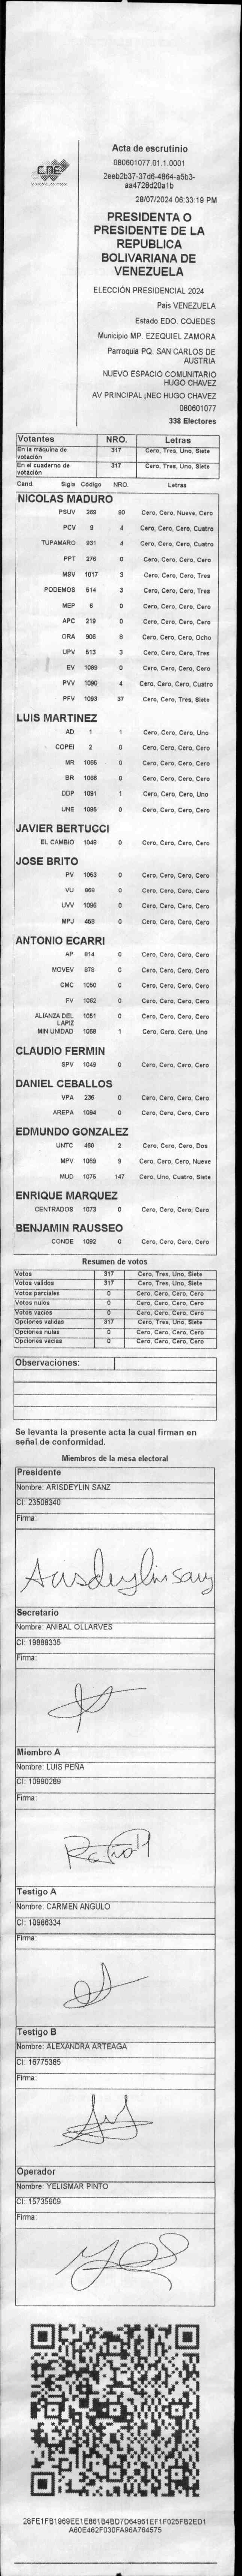 CNE
Acta de escrutinio
080601077.01.1.0001
2eeb2b37-37d6-4864-a5b3-
aa4728d20a1b
28/07/2024 06:33:19 PM
PRESIDENTA O
PRESIDENTE DE LA
REPUBLICA
BOLIVARIANA DE
VENEZUELA
ELECCIÓN PRESIDENCIAL 2024
Pais VENEZUELA
Estado EDO. COJEDES
Municipio MP. EZEQUIEL ZAMORA
Parroquia PQ. SAN CARLOS DE
AUSTRIA
NUEVO ESPACIO COMUNITARIO
HUGO CHAVEZ
AV PRINCIPAL ¡NEC HUGO CHAVEZ
080601077
338 Electores
Votantes NRO. Letras
En la máquina de votación 317 Cero, Tres, Uno, Siete
En el cuaderno de votación 317 Cero, Tres, Uno, Siete
Cand. Sigla Código NRO. Letras
NICOLAS MADURO
PSUV 269 90 Cero, Cero, Nueve, Cero
PCV 9 4 Cero, Cero, Cero, Cuatro
TUPAMARO 931 4 Cero, Cero, Cero, Cuatro
PPT 276 0 Cero, Cero, Cero, Cero
MSV 1017 3 Cero, Cero, Cero, Tres
PODEMOS 514 3 Cero, Cero, Cero, Tres
MEP 6 0 Cero, Cero, Cero, Cero
APC 219 0 Cero, Cero, Cero, Cero
ORA 906 8 Cero, Cero, Cero, Ocho
UPV 513 3 Cero, Cero, Cero, Tres
EV 1089 0 Cero, Cero, Cero, Cero
PVV 1090 4 Cero, Cero, Cero, Cuatro
PFV 1093 37 Cero, Cero, Tres, Siete
LUIS MARTINEZ
AD 1 1 Cero, Cero, Cero, Uno
COPEI 2 0 Cero, Cero, Cero, Cero
MR 1065 0 Cero, Cero, Cero, Cero
BR 1066 0 Cero, Cero, Cero, Cero
DDP 1091 1 Cero, Cero, Cero, Uno
UNE 1095 0 Cero, Cero, Cero, Cero
JAVIER BERTUCCI
EL CAMBIO 1048 0 Cero, Cero, Cero, Cero
JOSE BRITO
PV 1053 0 Cero, Cero, Cero, Cero
VU 868 0 Cero, Cero, Cero, Cero
UVV 1096 0 Cero, Cero, Cero, Cero
MPJ 458 0 Cero, Cero, Cero, Cero
ANTONIO ECARRI
AP 814 0 Cero, Cero, Cero, Cero
MOVEV 979 0 Cero, Cero, Cero, Cero
CMC 1050 0 Cero, Cero, Cero, Cero
FV 1082 0 Cero, Cero, Cero, Cero
ALIANZA DEL LAPIZ 1051 0 Cero, Cero, Cero, Cero
MIN UNIDAD 1068 1 Cero, Cero, Cero, Uno
CLAUDIO FERMIN
SPV 1049 0 Cero, Cero, Cero, Cero
DANIEL CEBALLOS
VPA 236 0 Cero, Cero, Cero, Cero
AREPA 1094 0 Cero, Cero, Cero, Cero
EDMUNDO GONZALEZ
UNTC 460 2 Cero, Cero, Cero, Dos
MPV 1069 9 Cero, Cero, Cero, Nueve
MUD 1075 147 Cero, Uno, Cuatro, Siete
ENRIQUE MARQUEZ
CENTRADOS 1073 0 Cero, Cero, Cero, Cero
BENJAMIN RAUSSEO
CONDE 1092 0 Cero, Cero, Cero, Cero
Resumen de votos
Votos 317 Cero, Tres, Uno, Siete
Votos validos 317 Cero, Tres, Uno, Siete
Votos parciales 0 Cero, Cero, Cero, Cero
Votos nulos 0 Cero, Cero, Cero, Cero
Votos vacios 0 Cero, Cero, Cero, Cero
Opciones validas 317 Cero, Tres, Uno, Siete
Opciones nulas 0 Cero, Cero, Cero, Cero
Opciones vacias 0 Cero, Cero, Cero, Cero
Observaciones:
Se levanta la presente acta la cual firman en
señal de conformidad.
Miembros de la mesa electoral
Presidente
Nombre: ARISDEYLIN SANZ
CI: 23508340
Firma:
Secretario
Nombre: ANIBAL OLLARVES
CI: 19868335
Firma:
Miembro A
Nombre: LUIS PEÑA
CI: 10990289
Firma:
Testigo A
Nombre: CARMEN ANGULO
CI: 10986334
Firma:
Testigo B
Nombre: ALEXANDRA ARTEAGA
CI: 16775385
Firma:
Operador
Nombre: YELISMAR PINTO
CI: 15735909
Firma:
28FE1FB1969EE1E861B4BD7D64961EF1F025FB2ED1
A60E462F030FA96A764575